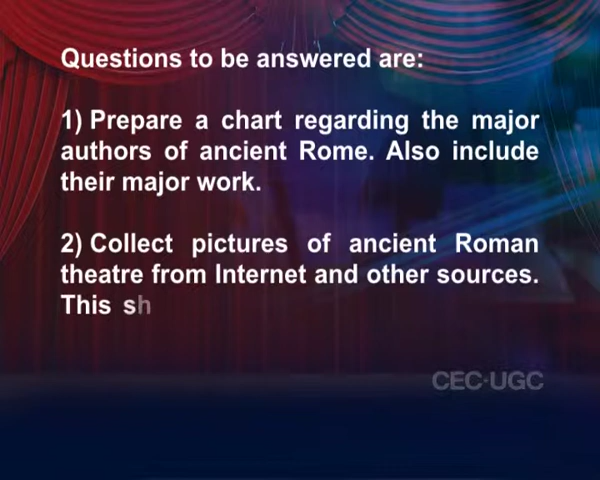 Questions to be answered are:
1) Prepare a chart regarding the major
authors of ancient Rome. Also include
their major work.
2) Collect pictures of ancient Roman
theatre from Internet and other sources.
This sh
CEC-UGC